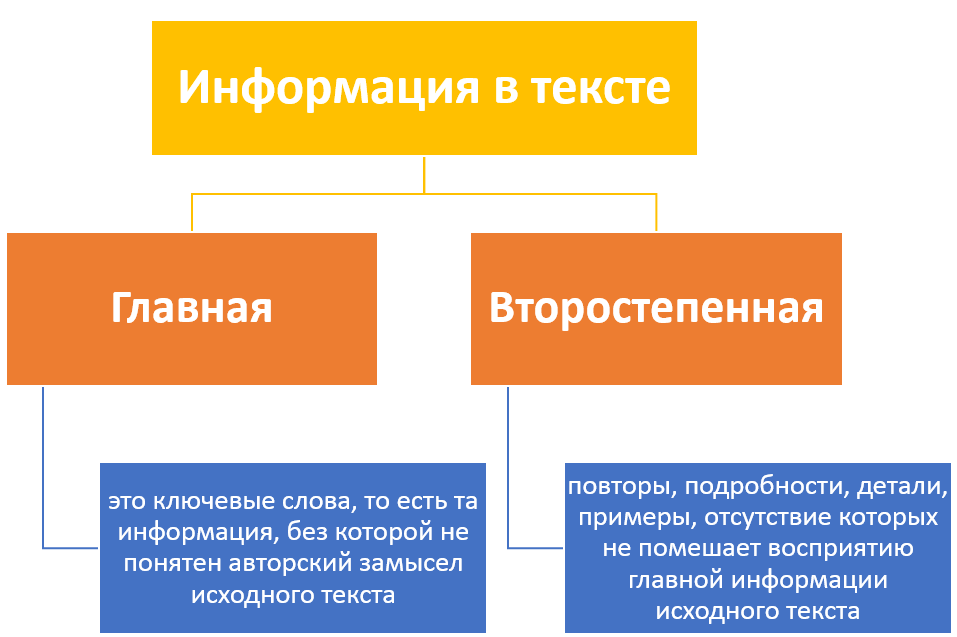 Информация в тексте
Главная
Второстепенная
это ключевые слова, то есть та
информация, без которой не
понятен авторский замысел
исходного текста
повторы, подробности, детали,
примеры, отсутствие которых
не помешает восприятию
главной информации
исходного текста